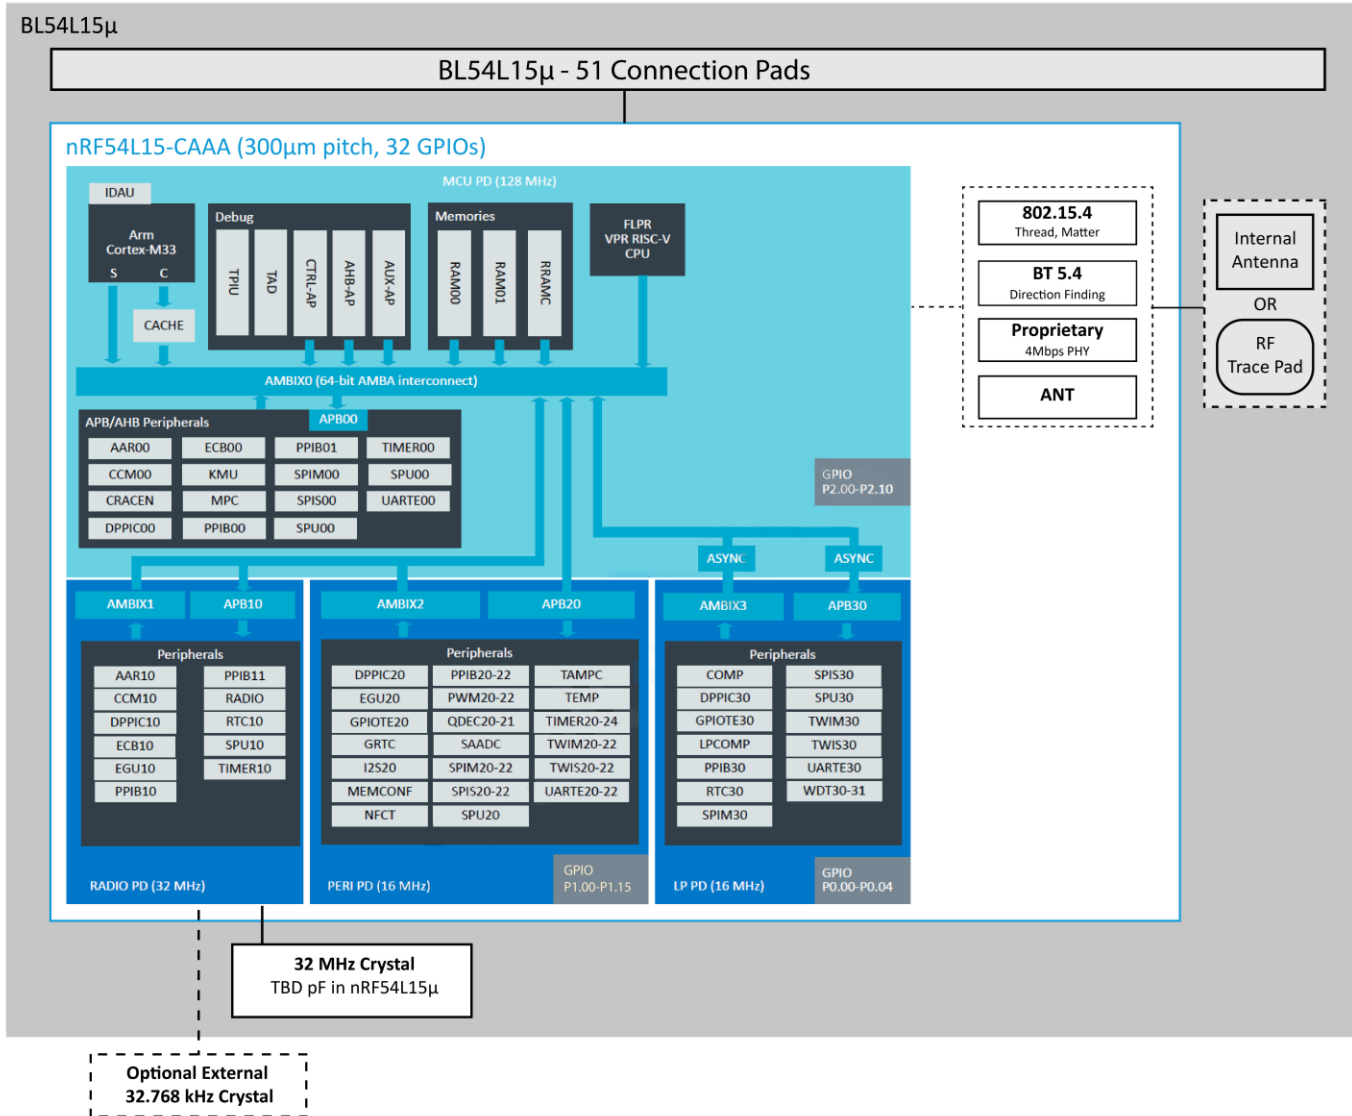 BL54L15µ
BL54L15µ - 51 Connection Pads
nRF54L15-CAAA (300µm pitch, 32 GPIOs)
MCU PD (128 MHz)
IDAU
Arm
Cortex-M33
S C
CACHE
Debug
TPIU
TAD
CTRL-AP
AHB-AP
AUX-AP
Memories
RAM00
RAM01
RRAMC
FLPR
VPR RISC-V
CPU
AMBIX0 (64-bit AMBA interconnect)
APB/AHB Peripherals
APB00
AAR00 ECB00 PPIB01 TIMER00
CCM00 KMU SPIM00 SPU00
CRACEN MPC SPIS00 UARTE00
DPPIC00 PPIB00 SPU00
GPIO
P2.00-P2.10
ASYNC
ASYNC
AMBIX1
APB10
Peripherals
AAR10 PPIB11
CCM10 RADIO
DPPIC10 RTC10
ECB10 SPU10
EGU10 TIMER10
PPIB10
RADIO PD (32 MHz)
AMBIX2
APB20
Peripherals
DPPIC20 PPIB20-22 TAMPC
EGU20 PWM20-22 TEMP
GPIOTE20 QDEC20-21 TIMER20-24
GRTC SAADC TWIM20-22
I2S20 SPIM20-22 TWIS20-22
MEMCONF SPIS20-22 UARTE20-22
NFCT SPU20
PERI PD (16 MHz)
GPIO
P1.00-P1.15
AMBIX3
APB30
Peripherals
COMP SPIS30
DPPIC30 SPU30
GPIOTE30 TWIM30
LPCOMP TWIS30
PPIB30 UARTE30
RTC30 WDT30-31
SPIM30
LP PD (16 MHz)
GPIO
P0.00-P0.04
802.15.4
Thread, Matter
BT 5.4
Direction Finding
Proprietary
4Mbps PHY
ANT
Internal
Antenna
OR
RF
Trace Pad
32 MHz Crystal
TBD pF in nRF54L15µ
Optional External
32.768 kHz Crystal